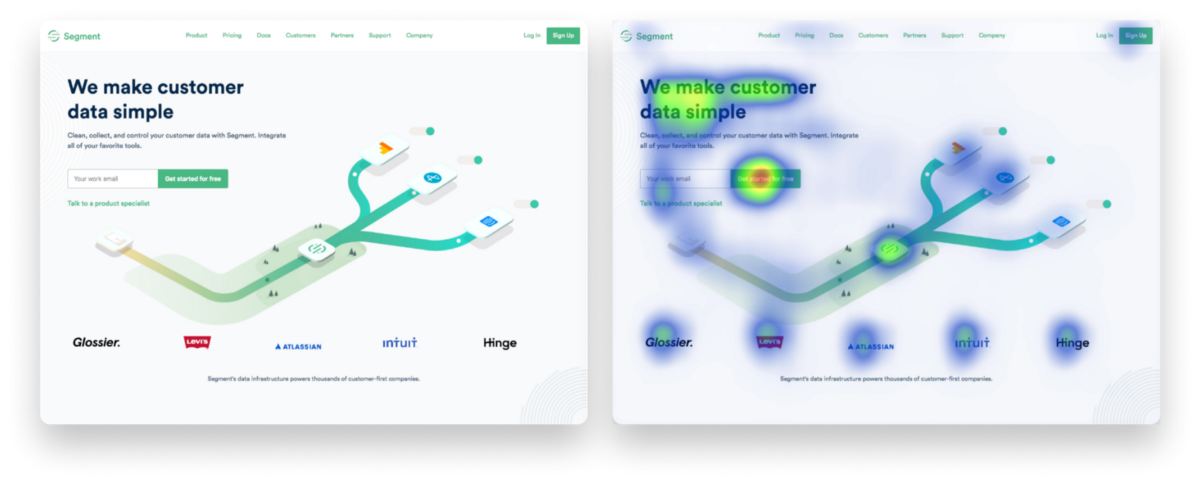 Segment
Product Pricing Docs Customers Partners Support Company
Log In Sign Up
We make customer
data simple
Clean, collect, and control your customer data with Segment. Integrate
all of your favorite tools.
Your work email Get started for free
Talk to a product specialist
Glossier. LEVI'S ATLASSIAN intuit Hinge
Segment's data infrastructure powers thousands of customer-first companies.
Segment
Product Pricing Docs Customers Partners Support Company
Log In Sign Up
We make customer
data simple
Clean, collect, and control your customer data with Segment. Integrate
all of your favorite tools.
Your work email Get started for free
Talk to a product specialist
Glossier. LEVI'S ATLASSIAN intuit Hinge
Segment's data infrastructure powers thousands of customer-first companies.